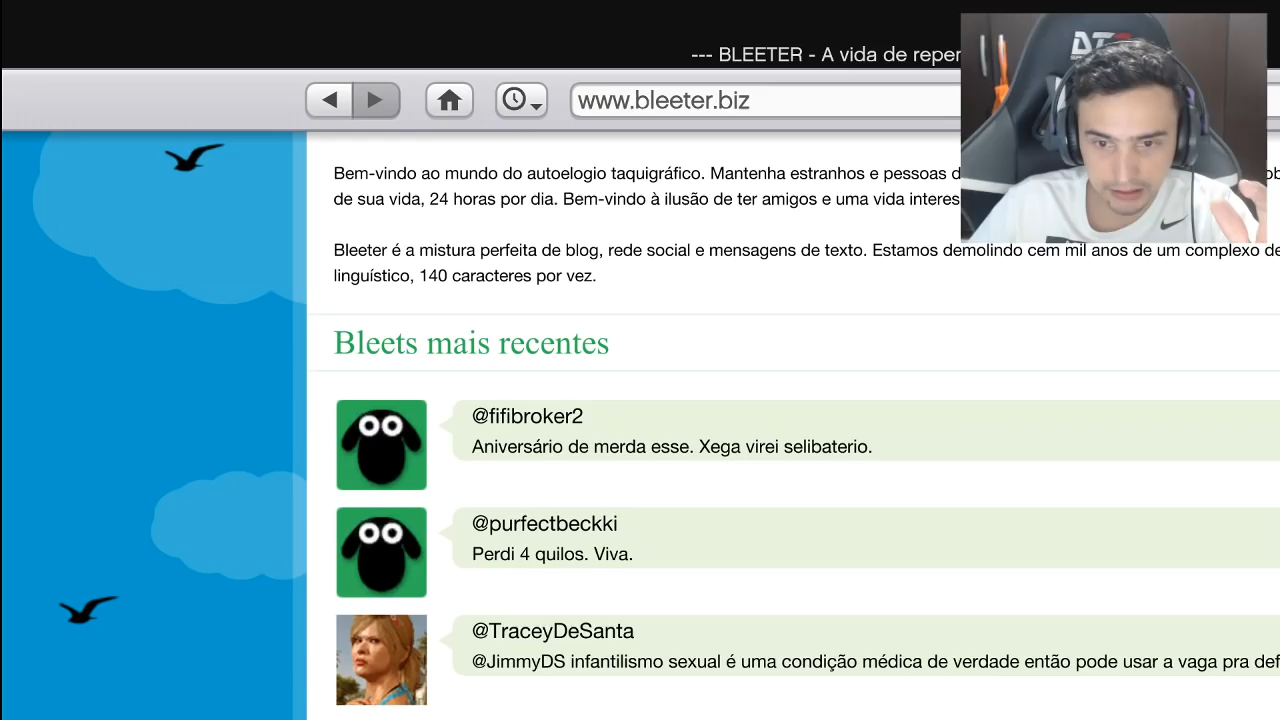 --- BLEETER - A vida de
www.bleeter.biz
Bem-vindo ao mundo do autoelogio taquigráfico. Mantenha estranhos e pessoas
de sua vida, 24 horas por dia. Bem-vindo à ilusão de ter amigos e uma vida
Bleeter é a mistura perfeita de blog, rede social e mensagens de texto. Estamos demolindo cem mil anos de um complexo
linguístico, 140 caracteres por vez.
Bleets mais recentes
@fifibroker2
Aniversário de merda esse. Xega virei selibaterio.
@purfectbeckki
Perdi 4 quilos. Viva.
@TraceyDeSanta
@JimmyDS infantilismo sexual é uma condição médica de verdade então pode usar a vaga pra